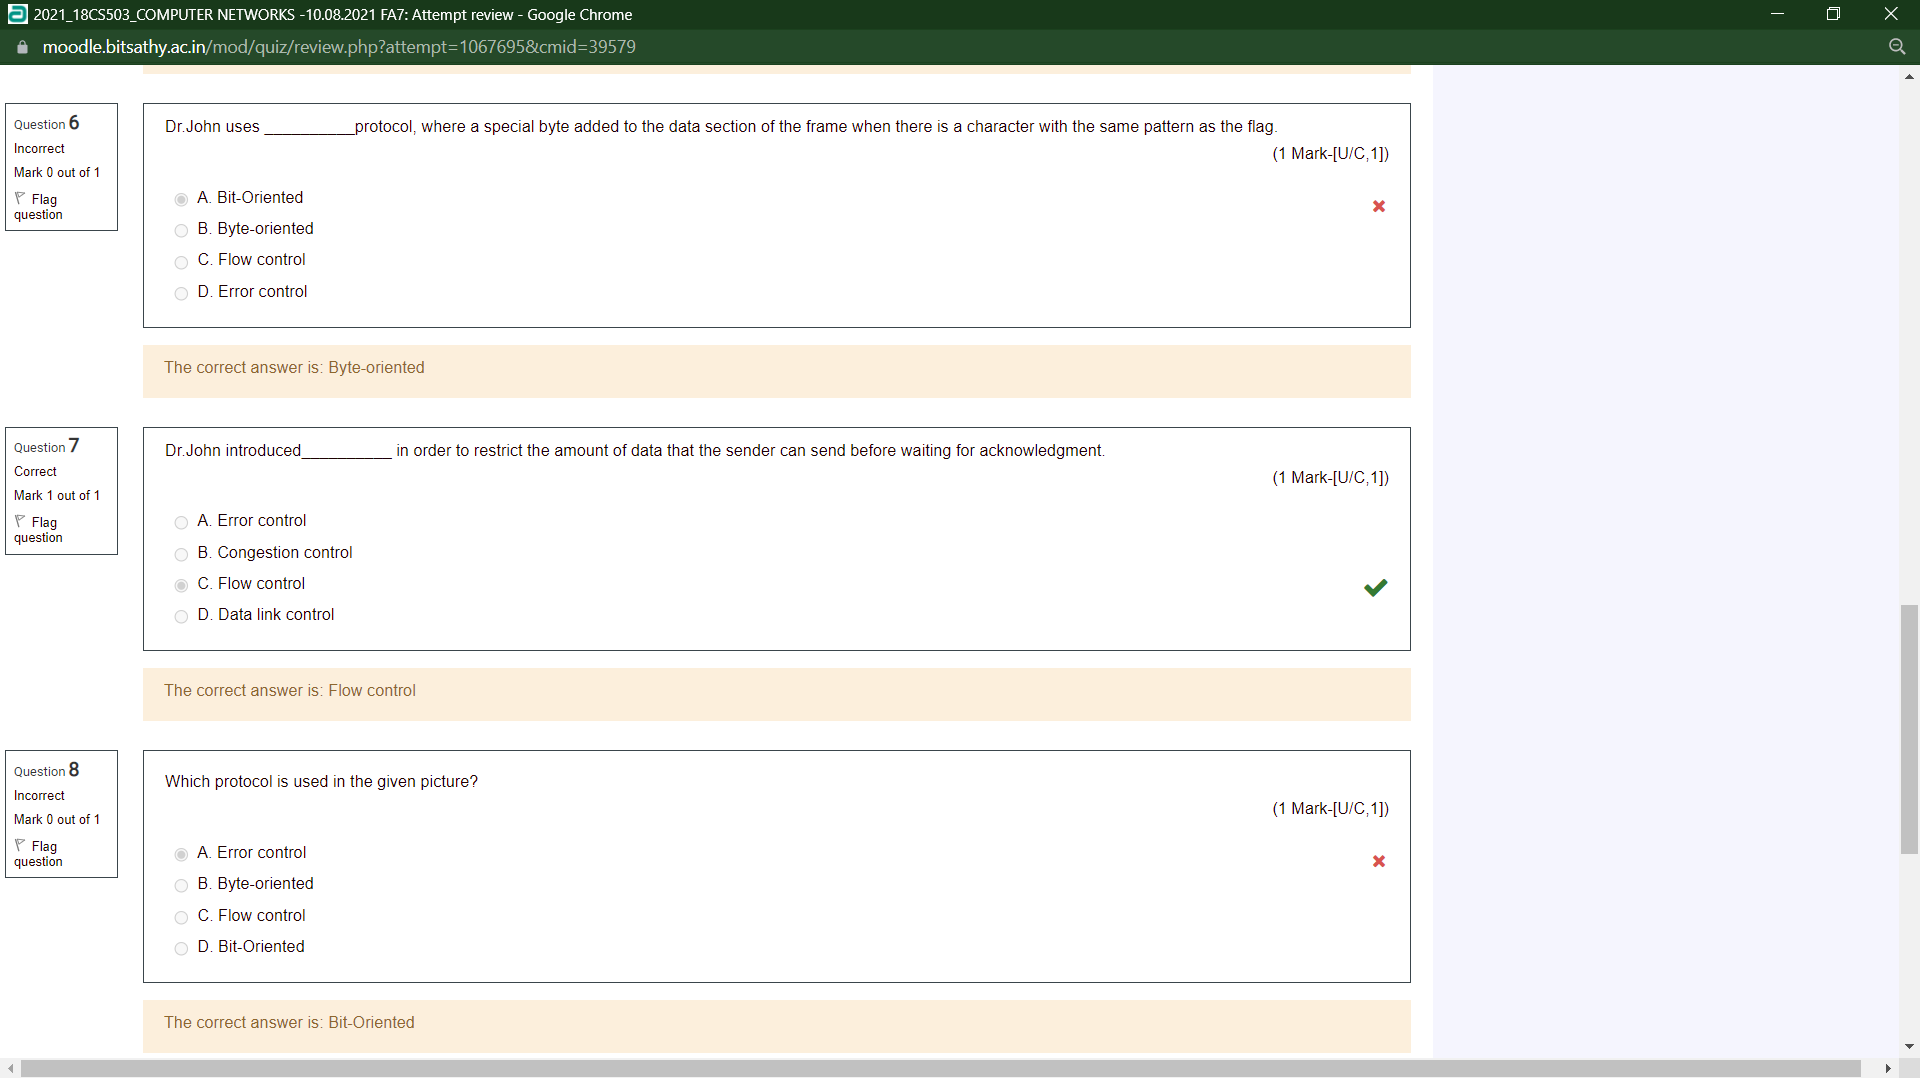 2021_18CS503_COMPUTER NETWORKS -10.08.2021 FA7: Attempt review - Google Chrome
moodle.bitsathy.ac.in/mod/quiz/review.php?attempt=1067695&cmid=39579
Question 6
Incorrect
Mark 0 out of 1
Flag
question
Dr.John uses __________protocol, where a special byte added to the data section of the frame when there is a character with the same pattern as the flag.
(1 Mark-[U/C,1])
A. Bit-Oriented
B. Byte-oriented
C. Flow control
D. Error control
The correct answer is: Byte-oriented
Question 7
Correct
Mark 1 out of 1
Flag
question
Dr.John introduced__________ in order to restrict the amount of data that the sender can send before waiting for acknowledgment.
(1 Mark-[U/C,1])
A. Error control
B. Congestion control
C. Flow control
D. Data link control
The correct answer is: Flow control
Question 8
Incorrect
Mark 0 out of 1
Flag
question
Which protocol is used in the given picture?
(1 Mark-[U/C,1])
A. Error control
B. Byte-oriented
C. Flow control
D. Bit-Oriented
The correct answer is: Bit-Oriented